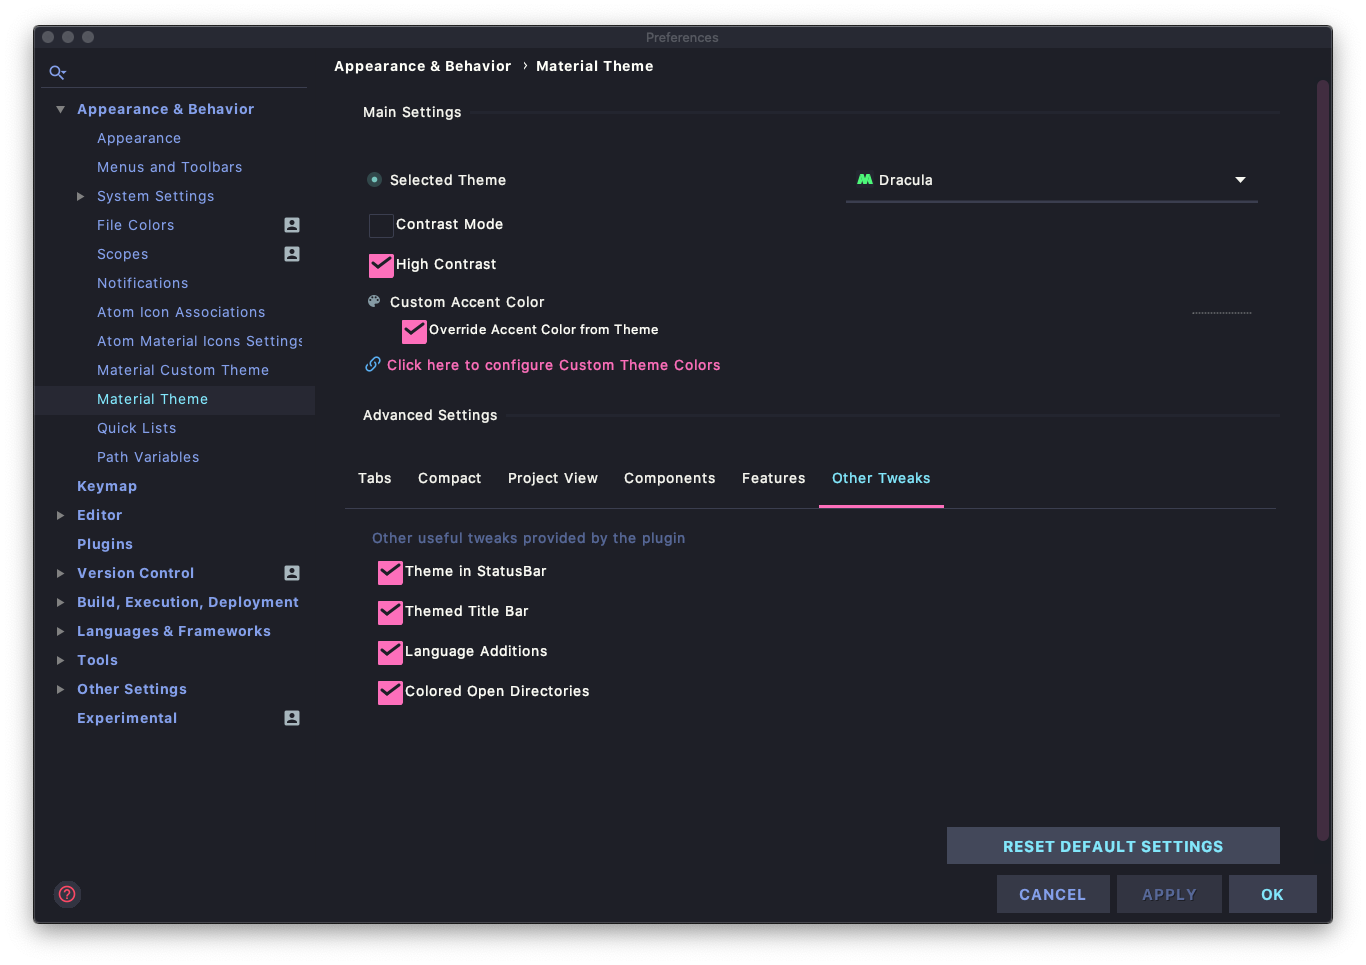 Preferences
Appearance & Behavior
Appearance
Menus and Toolbars
System Settings
File Colors
Scopes
Notifications
Atom Icon Associations
Atom Material Icons Settings
Material Custom Theme
Material Theme
Quick Lists
Path Variables
Keymap
Editor
Plugins
Version Control
Build, Execution, Deployment
Languages & Frameworks
Tools
Other Settings
Experimental
Appearance & Behavior › Material Theme
Main Settings
Selected Theme
Dracula
Contrast Mode
High Contrast
Custom Accent Color
Override Accent Color from Theme
Click here to configure Custom Theme Colors
Advanced Settings
Tabs Compact Project View Components Features Other Tweaks
Other useful tweaks provided by the plugin
Theme in StatusBar
Themed Title Bar
Language Additions
Colored Open Directories
RESET DEFAULT SETTINGS
? CANCEL APPLY OK